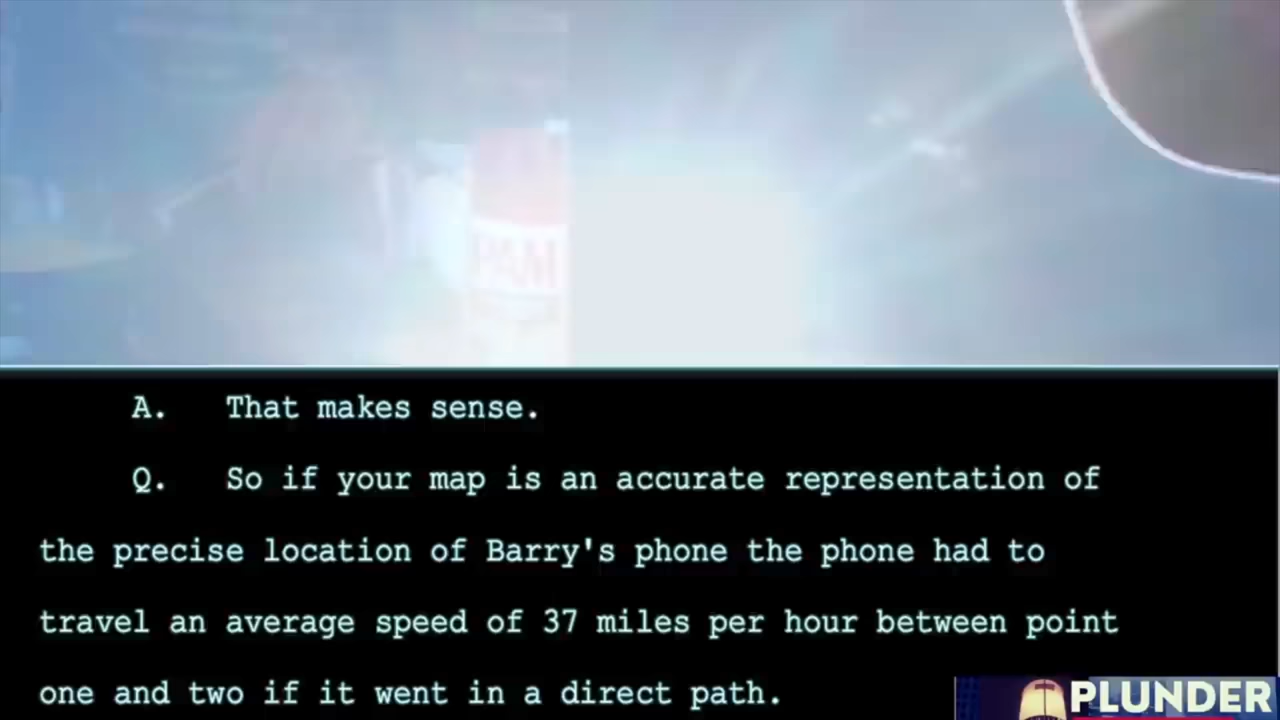 PAM
A. That makes sense.
Q. So if your map is an accurate representation of
the precise location of Barry's phone the phone had to
travel an average speed of 37 miles per hour between point
one and two if it went in a direct path.
PLUNDER